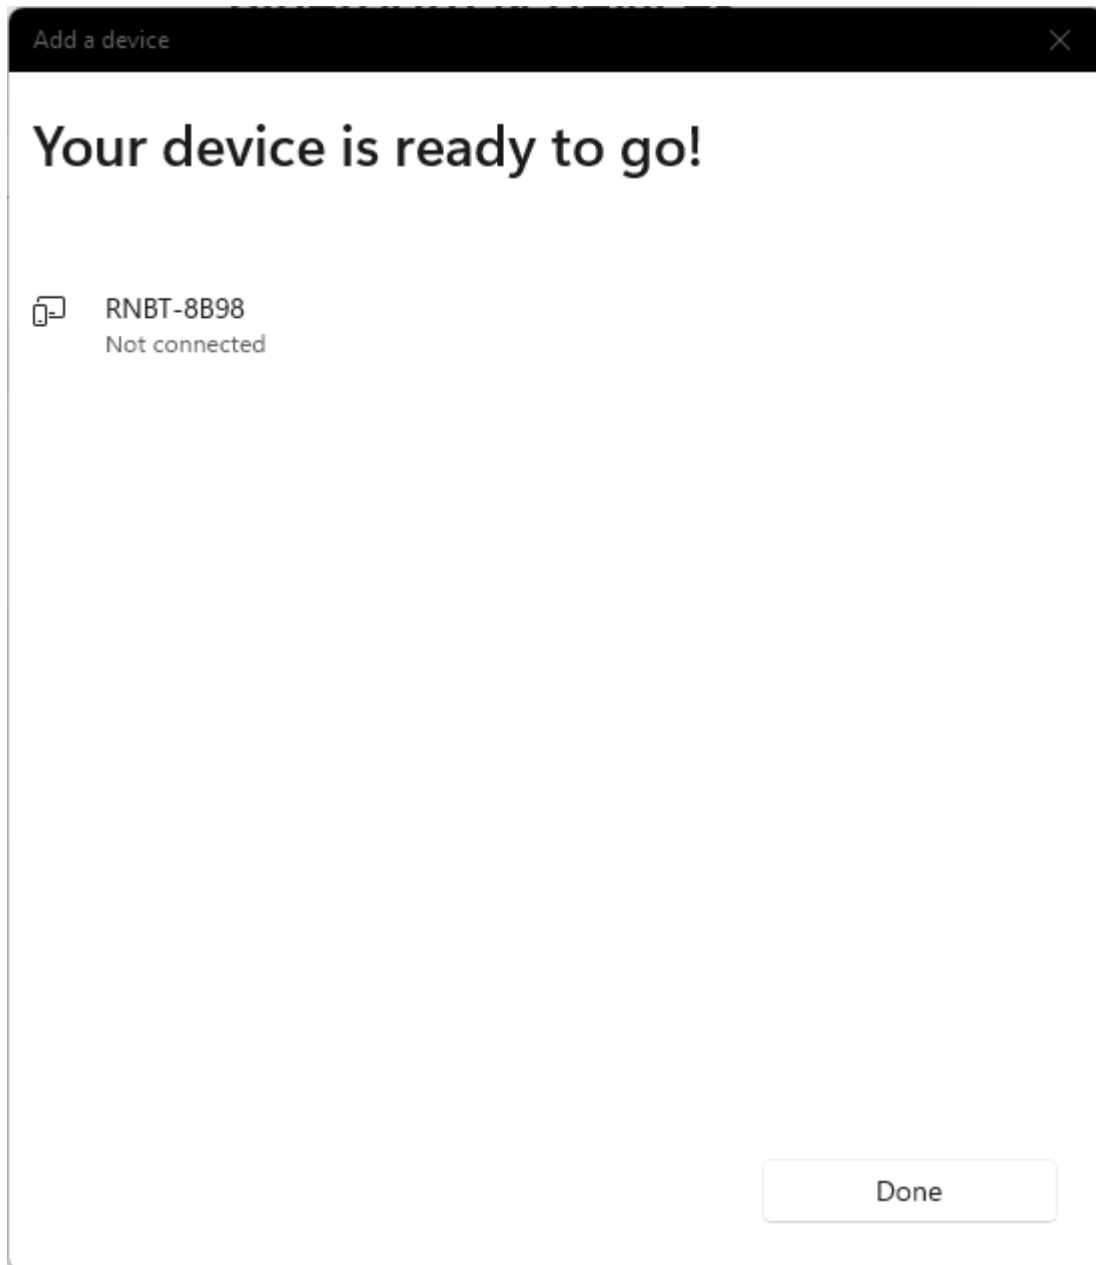 Add a device
Your device is ready to go!
RNBT-8B98
Not connected
Done